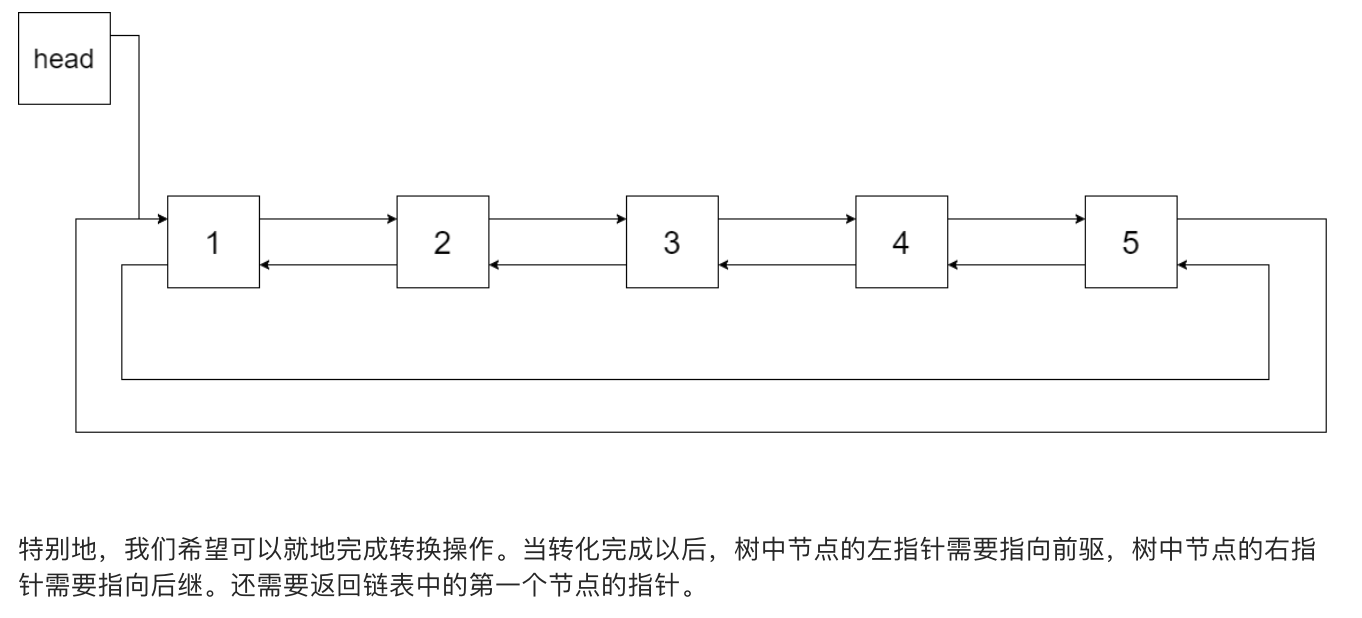 head
1 2 3 4 5
特别地，我们希望可以就地完成转换操作。当转化完成以后，树中节点的左指针需要指向前驱，树中节点的右指
针需要指向后继。还需要返回链表中的第一个节点的指针。